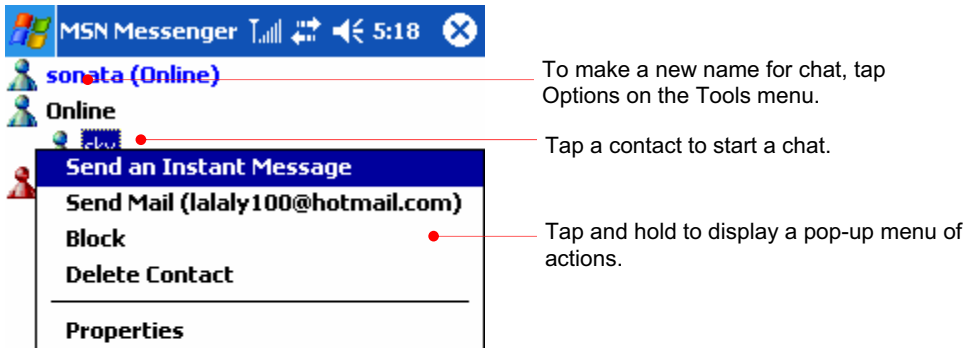 MSN Messenger 5:18
sonata (Online)
To make a new name for chat, tap
Options on the Tools menu.
Online
sky
Tap a contact to start a chat.
Send an Instant Message
Send Mail (lalaly100@hotmail.com)
Block
Tap and hold to display a pop-up menu of
actions.
Delete Contact
Properties